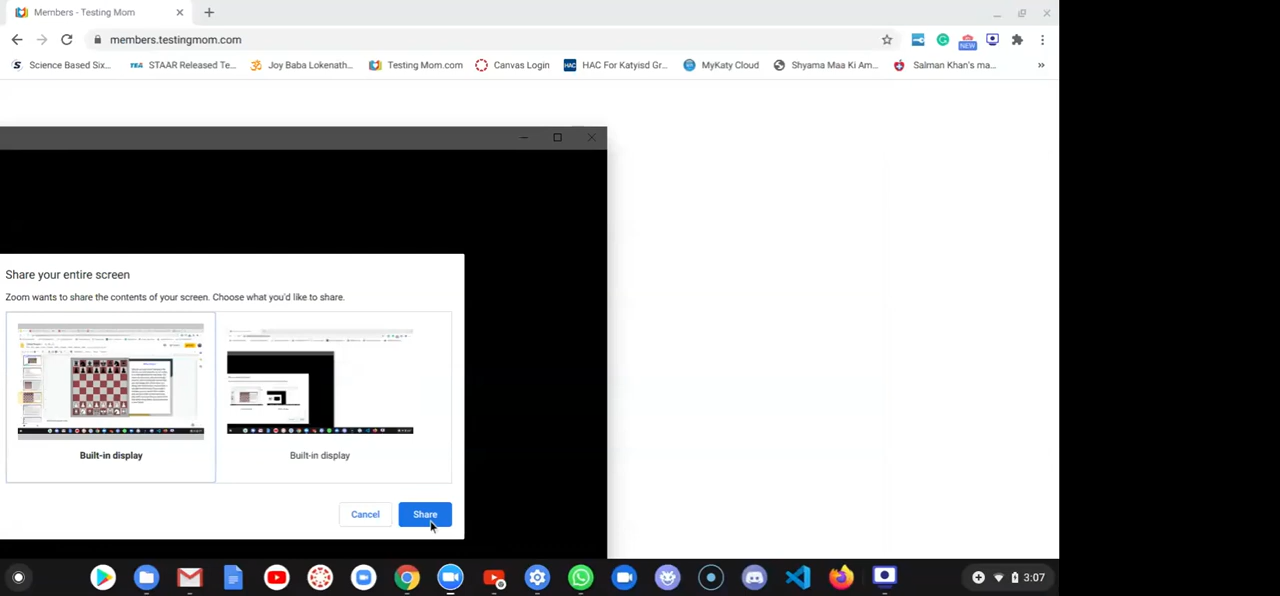 Members - Testing Mom
members.testingmom.com
NEW
S Science Based Six... TEA STAAR Released Te... Joy Baba Lokenath... Testing Mom.com Canvas Login HAC HAC For Katyisd Gr... MyKaty Cloud Shyama Maa Ki Am... Salman Khan's ma... »
Share your entire screen
Zoom wants to share the contents of your screen. Choose what you'd like to share.
Built-in display Built-in display
Cancel Share
3:07